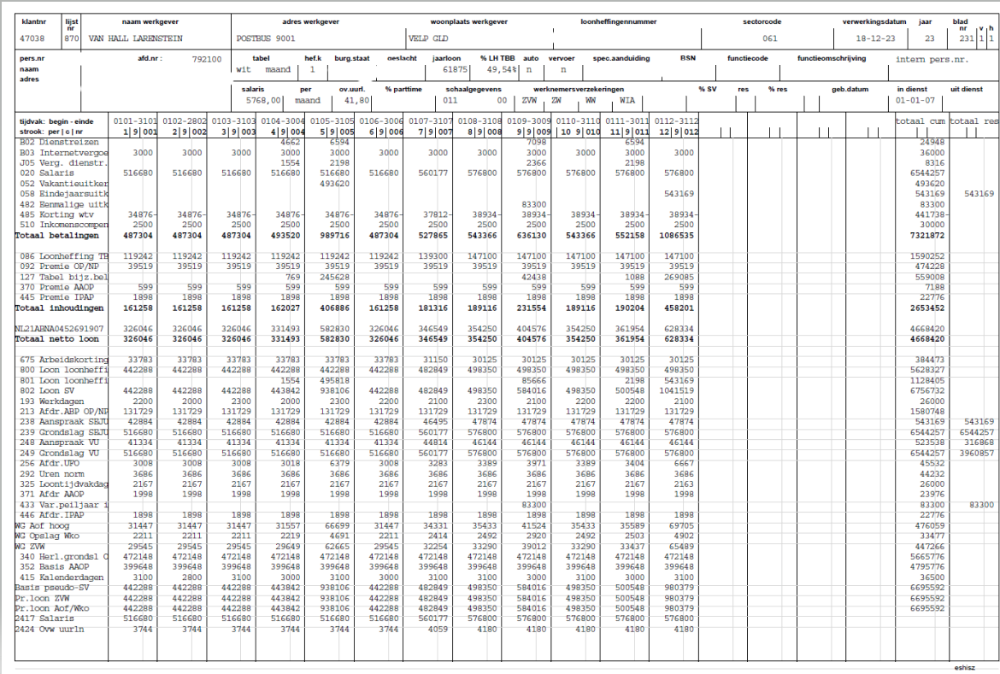 klantnr lijst nr naam werkgever adres werkgever woonplaats werkgever loonheffingennummer sectorcode verwerkingsdatum jaar blad nr v h
47038 870 VAN HALL LARENSTEIN POSTBUS 9001 VELP GLD 061 18-12-23 23 231 1 1
pers.nr afd.nr : 792100 tabel hef.k burg.staat geslacht jaarloon % LH TBB auto vervoer spec.aanduiding BSN functiecode functieomschrijving intern pers.nr.
naam wit maand 1 61875 49,54% n n
adres
salaris per ov.uurl. % parttime schaalgegevens werknemersverzekeringen % SV res % res geb.datum in dienst uit dienst
5768,00 maand 41,80 011 00 ZVW ZW WW WIA 01-01-07
tijdvak: begin - einde 0101-3101 0102-2802 0103-3103 0104-3004 0105-3105 0106-3006 0107-3107 0108-3108 0109-3009 0110-3110 0111-3011 0112-3112 totaal cum totaal res
strook: per | c | nr 1 9 001 2 9 002 3 9 003 4 9 004 5 9 005 6 9 006 7 9 007 8 9 008 9 9 009 10 9 010 11 9 011 12 9 012
B02 Dienstreizen 4662 6594 7098 6594 24948
B03 Internetvergoe 3000 3000 3000 3000 3000 3000 3000 3000 3000 3000 3000 3000 36000
J05 Verg. dienstr. 1554 2198 2366 2198 8316
020 Salaris 516680 516680 516680 516680 516680 516680 560177 576800 576800 576800 576800 576800 6544257
052 Vakantieuitker 493620 493620
058 Eindejaarsuitk 543169 543169 543169
482 Eenmalige uitk 83300 83300
485 Korting wtv 34876- 34876- 34876- 34876- 34876- 34876- 37812- 38934- 38934- 38934- 38934- 38934- 441738-
510 Inkomenscompen 2500 2500 2500 2500 2500 2500 2500 2500 2500 2500 2500 2500 30000
Totaal betalingen 487304 487304 487304 493520 989716 487304 527865 543366 636130 543366 552158 1086535 7321872
086 Loonheffing TB 119242 119242 119242 119242 119242 119242 139300 147100 147100 147100 147100 147100 1590252
092 Premie OP/NP 39519 39519 39519 39519 39519 39519 39519 39519 39519 39519 39519 39519 474228
127 Tabel bijz.bel 769 245628 42438 1088 269085 559008
370 Premie AAOP 599 599 599 599 599 599 599 599 599 599 599 599 7188
445 Premie IPAP 1898 1898 1898 1898 1898 1898 1898 1898 1898 1898 1898 1898 22776
Totaal inhoudingen 161258 161258 161258 162027 406886 161258 181316 189116 231554 189116 190204 458201 2653452
NL21ABNA0452691907 326046 326046 326046 331493 582830 326046 346549 354250 404576 354250 361954 628334 4668420
Totaal netto loon 326046 326046 326046 331493 582830 326046 346549 354250 404576 354250 361954 628334 4668420
675 Arbeidskorting 33783 33783 33783 33783 33783 33783 31150 30125 30125 30125 30125 30125 384473
800 Loon loonheffi 442288 442288 442288 442288 442288 442288 482849 498350 498350 498350 498350 498350 5628327
801 Loon loonheffi 1554 495818 85666 2198 543169 1128405
802 Loon SV 442288 442288 442288 443842 938106 442288 482849 498350 584016 498350 500548 1041519 6756732
193 Werkdagen 2200 2000 2300 2000 2300 2200 2100 2300 2100 2200 2200 2100 26000
213 Afdr.ABP OP/NP 131729 131729 131729 131729 131729 131729 131729 131729 131729 131729 131729 131729 1580748
238 Aanspraak SEJU 42884 42884 42884 42884 42884 42884 46495 47874 47874 47874 47874 47874 543169 543169
239 Grondslag SEJU 516680 516680 516680 516680 516680 516680 560177 576800 576800 576800 576800 576800 6544257 6544257
248 Aanspraak VU 41334 41334 41334 41334 41334 41334 44814 46144 46144 46144 46144 46144 523538 316868
249 Grondslag VU 516680 516680 516680 516680 516680 516680 560177 576800 576800 576800 576800 576800 6544257 3960857
256 Afdr.UFO 3008 3008 3008 3018 6379 3008 3283 3389 3971 3389 3404 6667 45532
292 Uren norm 3686 3686 3686 3686 3686 3686 3686 3686 3686 3686 3686 3686 44232
325 Loontijdvakdag 2167 2167 2167 2167 2167 2167 2167 2167 2167 2167 2167 2163 26000
371 Afdr AAOP 1998 1998 1998 1998 1998 1998 1998 1998 1998 1998 1998 1998 23976
433 Var.peiljaar i 83300 83300 83300
446 Afdr.IPAP 1898 1898 1898 1898 1898 1898 1898 1898 1898 1898 1898 1898 22776
WG Aof hoog 31447 31447 31447 31557 66699 31447 34331 35433 41524 35433 35589 69705 476059
WG Opslag Wko 2211 2211 2211 2219 4691 2211 2414 2492 2920 2492 2503 4902 33477
WG ZVW 29545 29545 29545 29649 62665 29545 32254 33290 39012 33290 33437 65489 447266
340 Herl.grondsl O 472148 472148 472148 472148 472148 472148 472148 472148 472148 472148 472148 472148 5665776
352 Basis AAOP 399648 399648 399648 399648 399648 399648 399648 399648 399648 399648 399648 399648 4795776
415 Kalenderdagen 3100 2800 3100 3000 3100 3000 3100 3100 3000 3100 3000 3100 36500
Basis pseudo-SV 442288 442288 442288 443842 938106 442288 482849 498350 584016 498350 500548 980379 6695592
Pr.loon ZVW 442288 442288 442288 443842 938106 442288 482849 498350 584016 498350 500548 980379 6695592
Pr.loon Aof/Wko 442288 442288 442288 443842 938106 442288 482849 498350 584016 498350 500548 980379 6695592
2417 Salaris 516680 516680 516680 516680 516680 516680 560177 576800 576800 576800 576800 576800
2424 Ovw uurln 3744 3744 3744 3744 3744 3744 4059 4180 4180 4180 4180 4180
eshisz